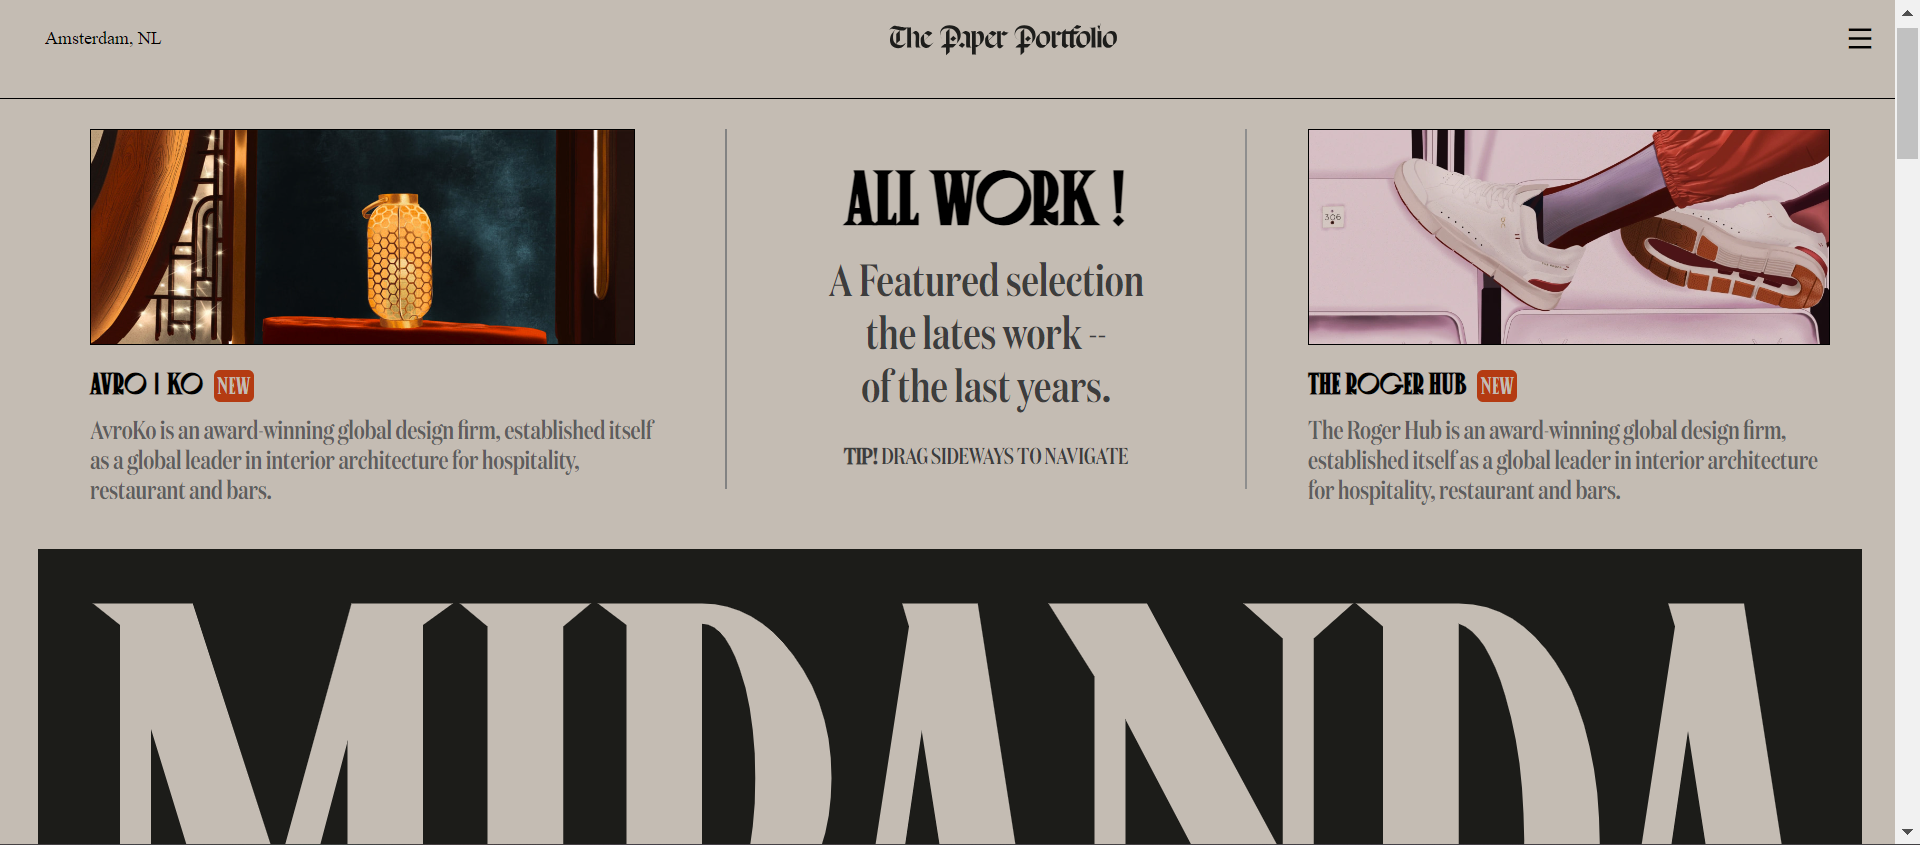 Amsterdam, NL
The Paper Portfolio
306
AVRO | KO NEW
AvroKo is an award-winning global design firm, established itself
as a global leader in interior architecture for hospitality,
restaurant and bars.
ALL WORK !
A Featured selection
the lates work --
of the last years.
TIP! DRAG SIDEWAYS TO NAVIGATE
THE ROGER HUB NEW
The Roger Hub is an award-winning global design firm,
established itself as a global leader in interior architecture
for hospitality, restaurant and bars.